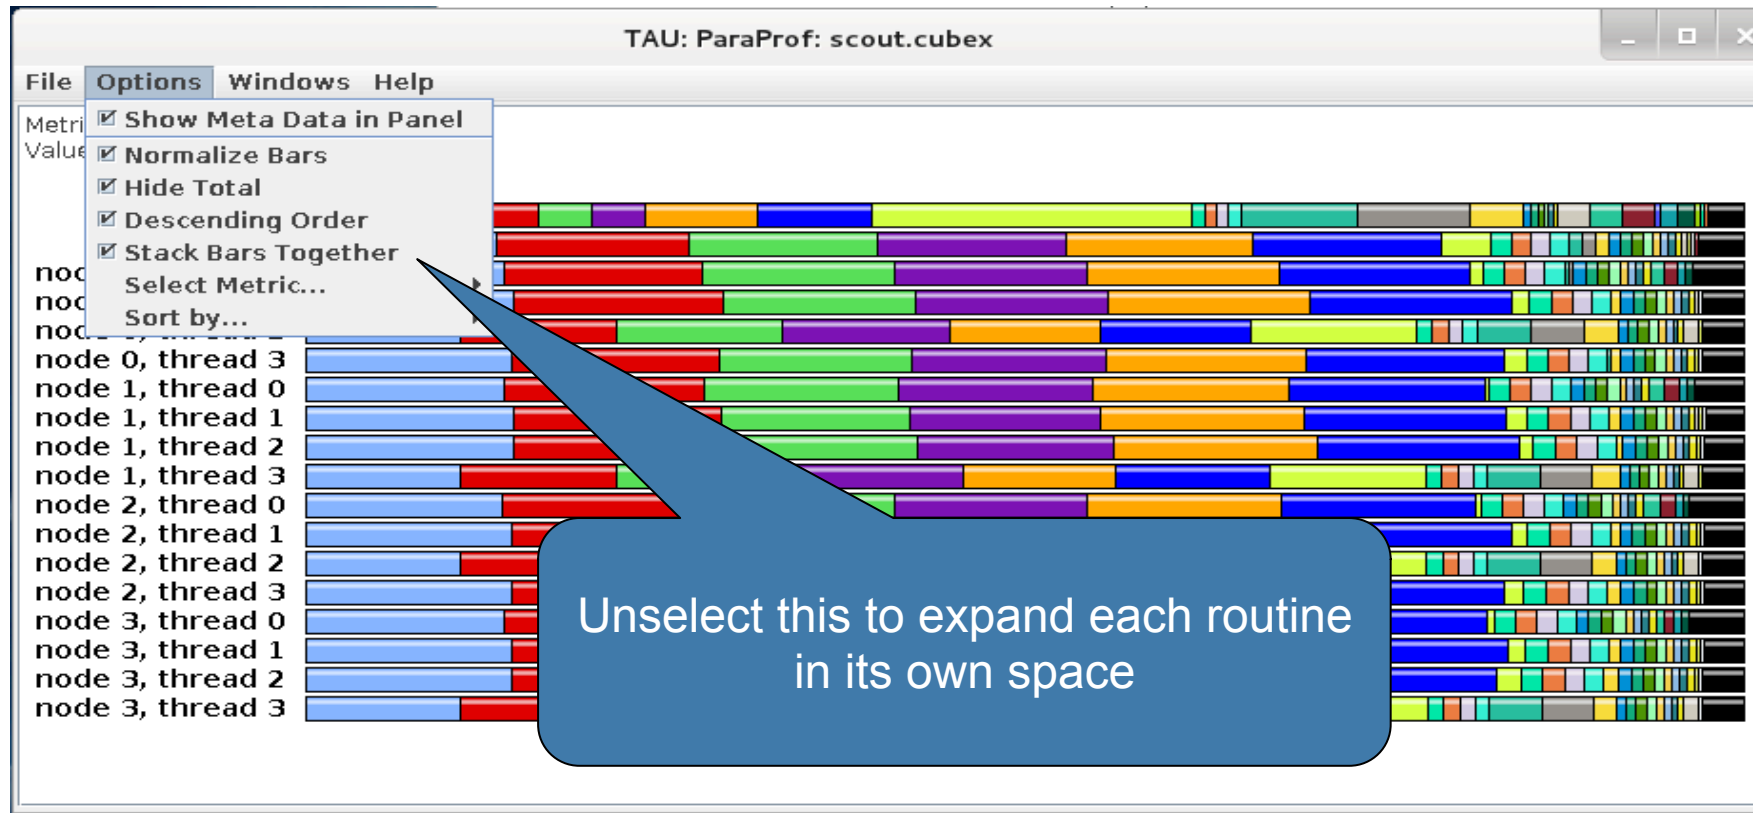 TAU: ParaProf: scout.cubex
File Options Windows Help
Show Meta Data in Panel
Normalize Bars
Hide Total
Descending Order
Stack Bars Together
Select Metric...
Sort by...
node 0, thread 3
node 1, thread 0
node 1, thread 1
node 1, thread 2
node 1, thread 3
node 2, thread 0
node 2, thread 1
node 2, thread 2
node 2, thread 3
node 3, thread 0
node 3, thread 1
node 3, thread 2
node 3, thread 3
Unselect this to expand each routine
in its own space